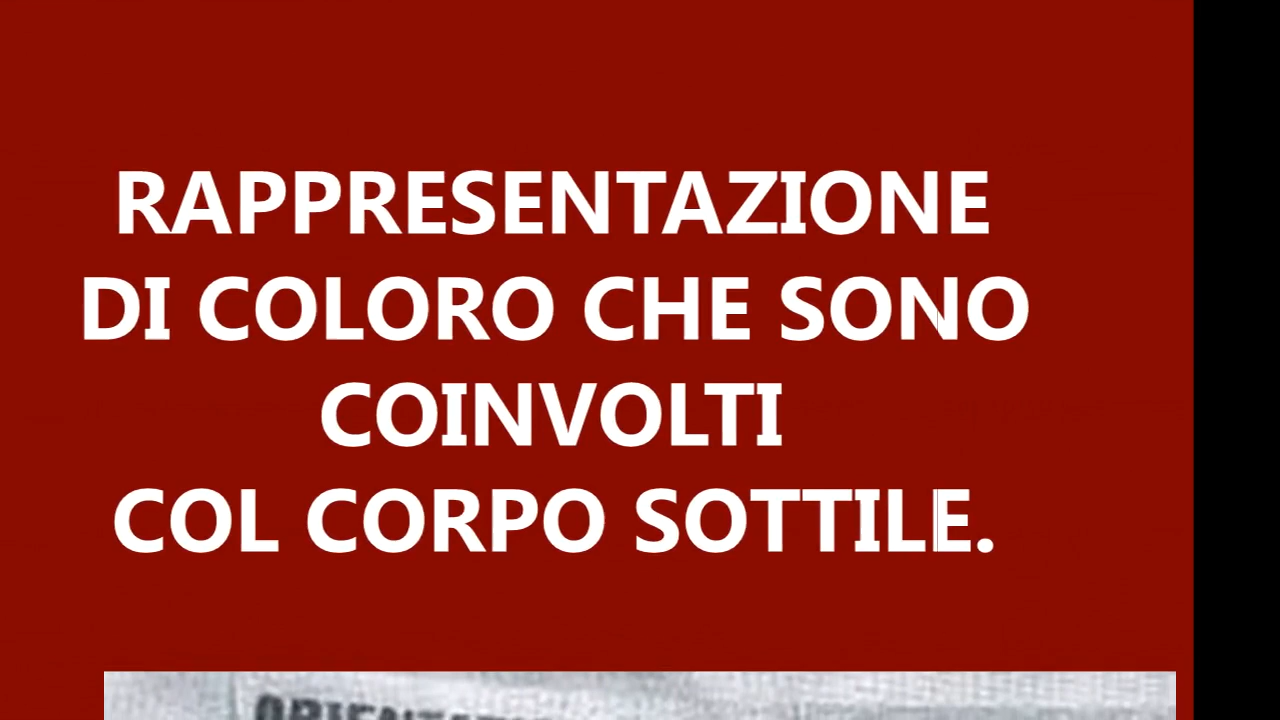 RAPPRESENTAZIONE
DI COLORO CHE SONO
COINVOLTI
COL CORPO SOTTILE.